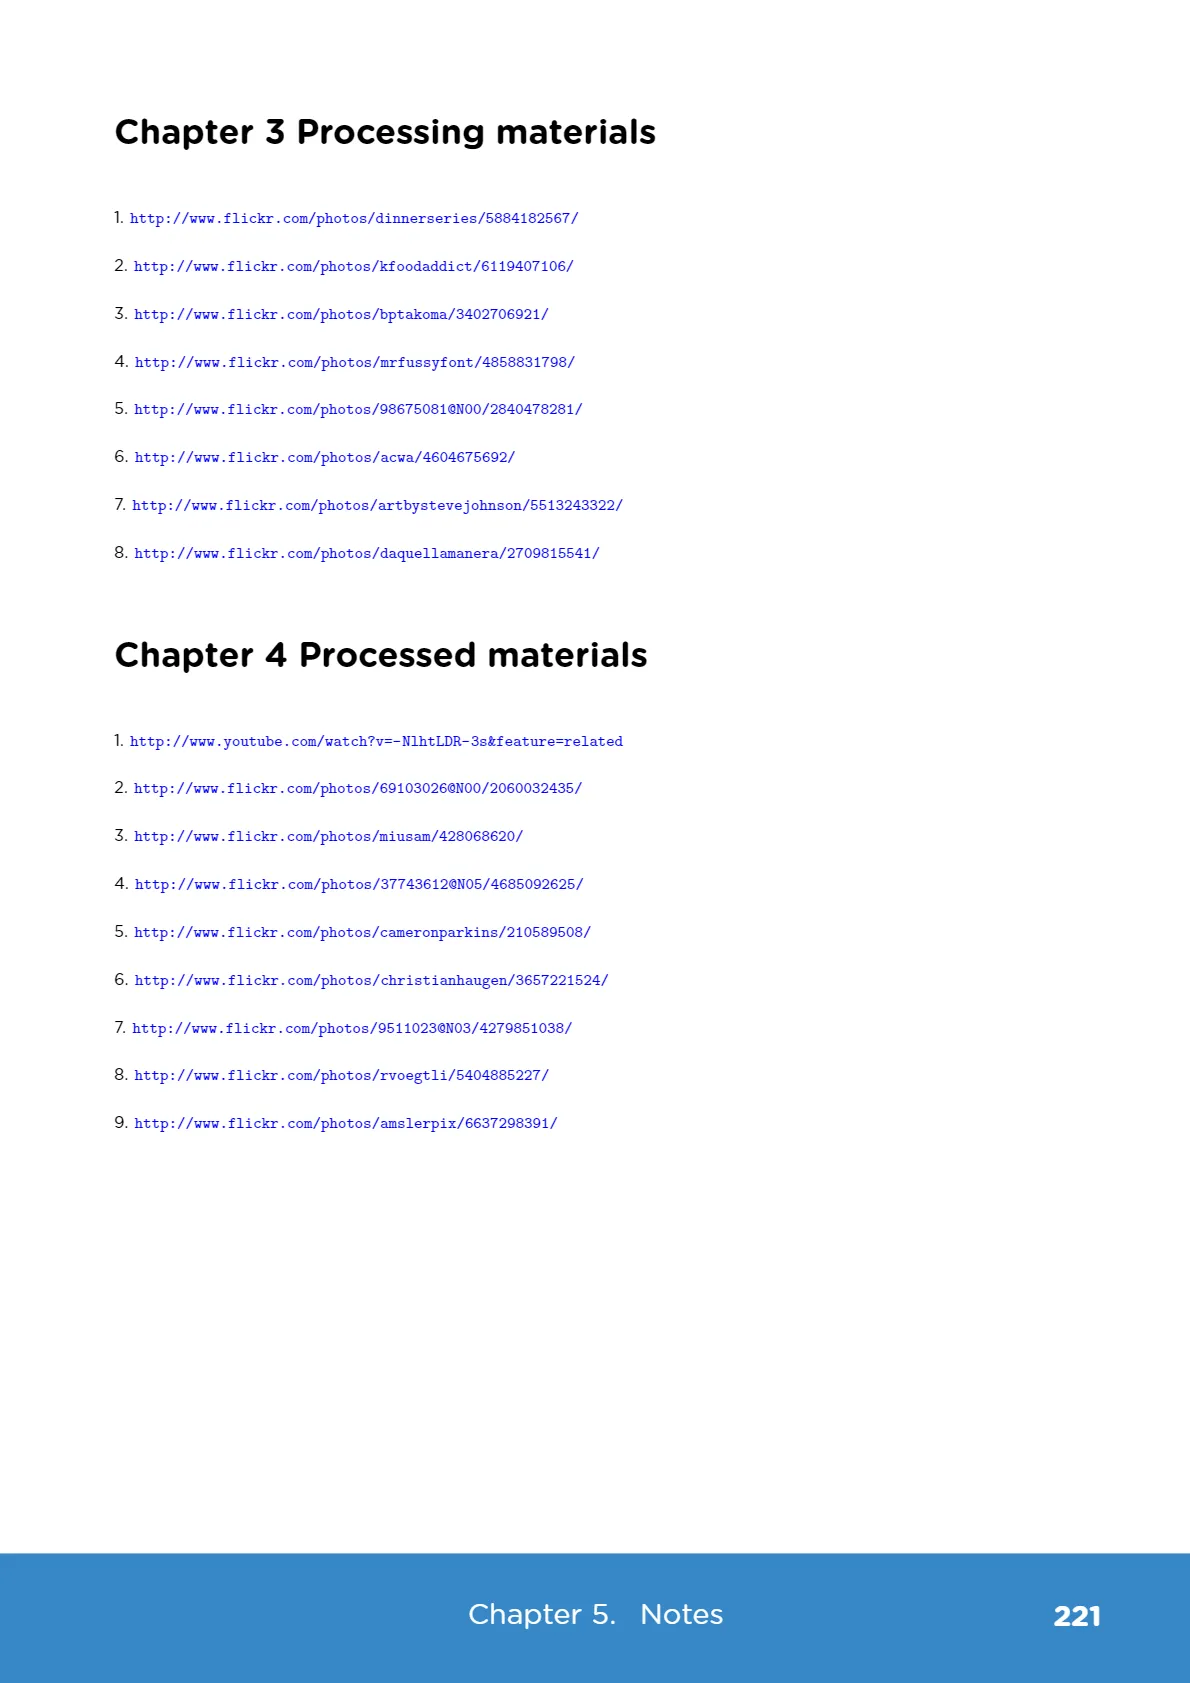 Chapter 3 Processing materials
1. http://www.flickr.com/photos/dinnerseries/5884182567/
2. http://www.flickr.com/photos/kfoodaddict/6119407106/
3. http://www.flickr.com/photos/bptakoma/3402706921/
4. http://www.flickr.com/photos/mrfussyfont/4858831798/
5. http://www.flickr.com/photos/98675081@N00/2840478281/
6. http://www.flickr.com/photos/acwa/4604675692/
7. http://www.flickr.com/photos/artbystevejohnson/5513243322/
8. http://www.flickr.com/photos/daquellamanera/2709815541/
Chapter 4 Processed materials
1. http://www.youtube.com/watch?v=-NlhtLDR-3s&feature=related
2. http://www.flickr.com/photos/69103026@N00/2060032435/
3. http://www.flickr.com/photos/miusam/428068620/
4. http://www.flickr.com/photos/37743612@N05/4685092625/
5. http://www.flickr.com/photos/cameronparkins/210589508/
6. http://www.flickr.com/photos/christianhaugen/3657221524/
7. http://www.flickr.com/photos/9511023@N03/4279851038/
8. http://www.flickr.com/photos/rvoegtli/5404885227/
9. http://www.flickr.com/photos/amslerpix/6637298391/
Chapter 5. Notes 221